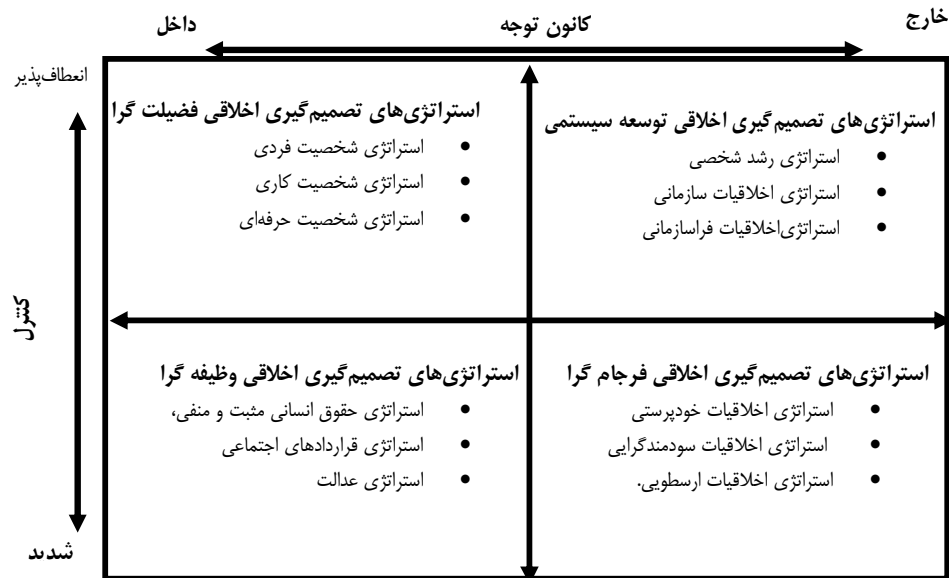 خارج
کانون توجه
داخل
انعطاف‌پذیر
استراتژی‌های تصمیم‌گیری اخلاقی توسعه سیستمی
• استراتژی رشد شخصی
• استراتژی اخلاقیات سازمانی
• استراتژی‌اخلاقیات فراسازمانی
استراتژی‌های تصمیم‌گیری اخلاقی فضیلت گرا
• استراتژی شخصیت فردی
• استراتژی شخصیت کاری
• استراتژی شخصیت حرفه‌ای
کنترل
استراتژی‌های تصمیم‌گیری اخلاقی فرجام گرا
• استراتژی اخلاقیات خودپرستی
• استراتژی اخلاقیات سودمندگرایی
• استراتژی اخلاقیات ارسطویی.
استراتژی‌های تصمیم‌گیری اخلاقی وظیفه گرا
• استراتژی حقوق انسانی مثبت و منفی،
• استراتژی قراردادهای اجتماعی
• استراتژی عدالت
شدید